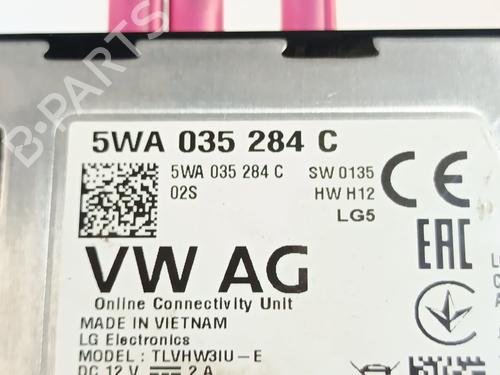 B-Parts
5WA 035 284 C
5WA 035 284 C SW 0135
02S HW H12
LG5
CE
EAC
VW AG
Online Connectivity Unit
MADE IN VIETNAM
LG Electronics
MODEL : TLVHW3IU-E
DC 12 V 2 A